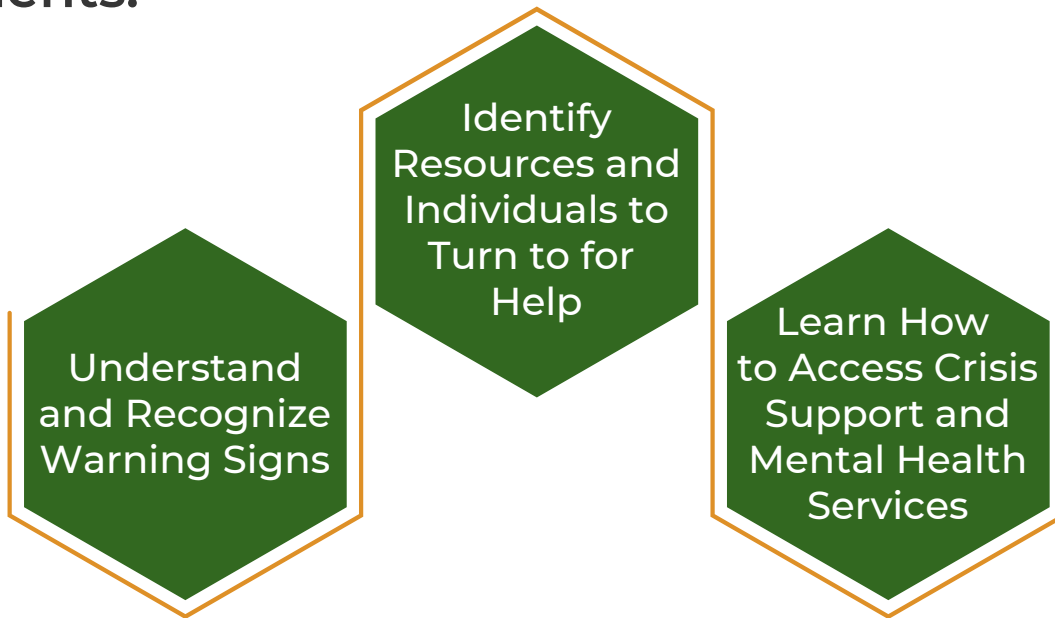 Understand
and Recognize
Warning Signs
Identify
Resources and
Individuals to
Turn to for
Help
Learn How
to Access Crisis
Support and
Mental Health
Services